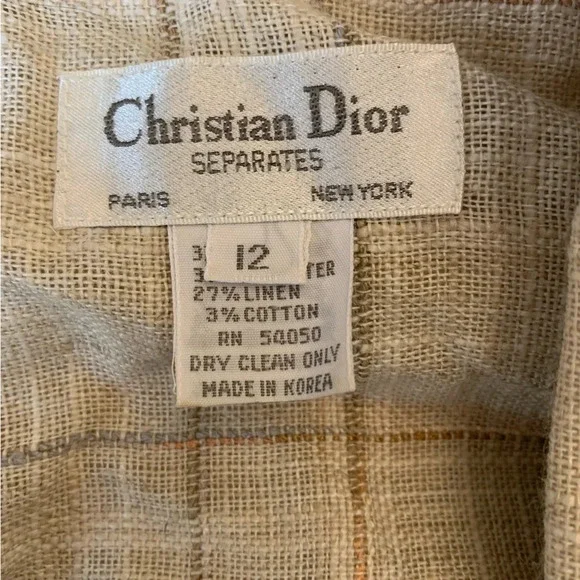 Christian Dior
SEPARATES
PARIS NEW YORK
12
27% LINEN
3% COTTON
RN 54050
DRY CLEAN ONLY
MADE IN KOREA